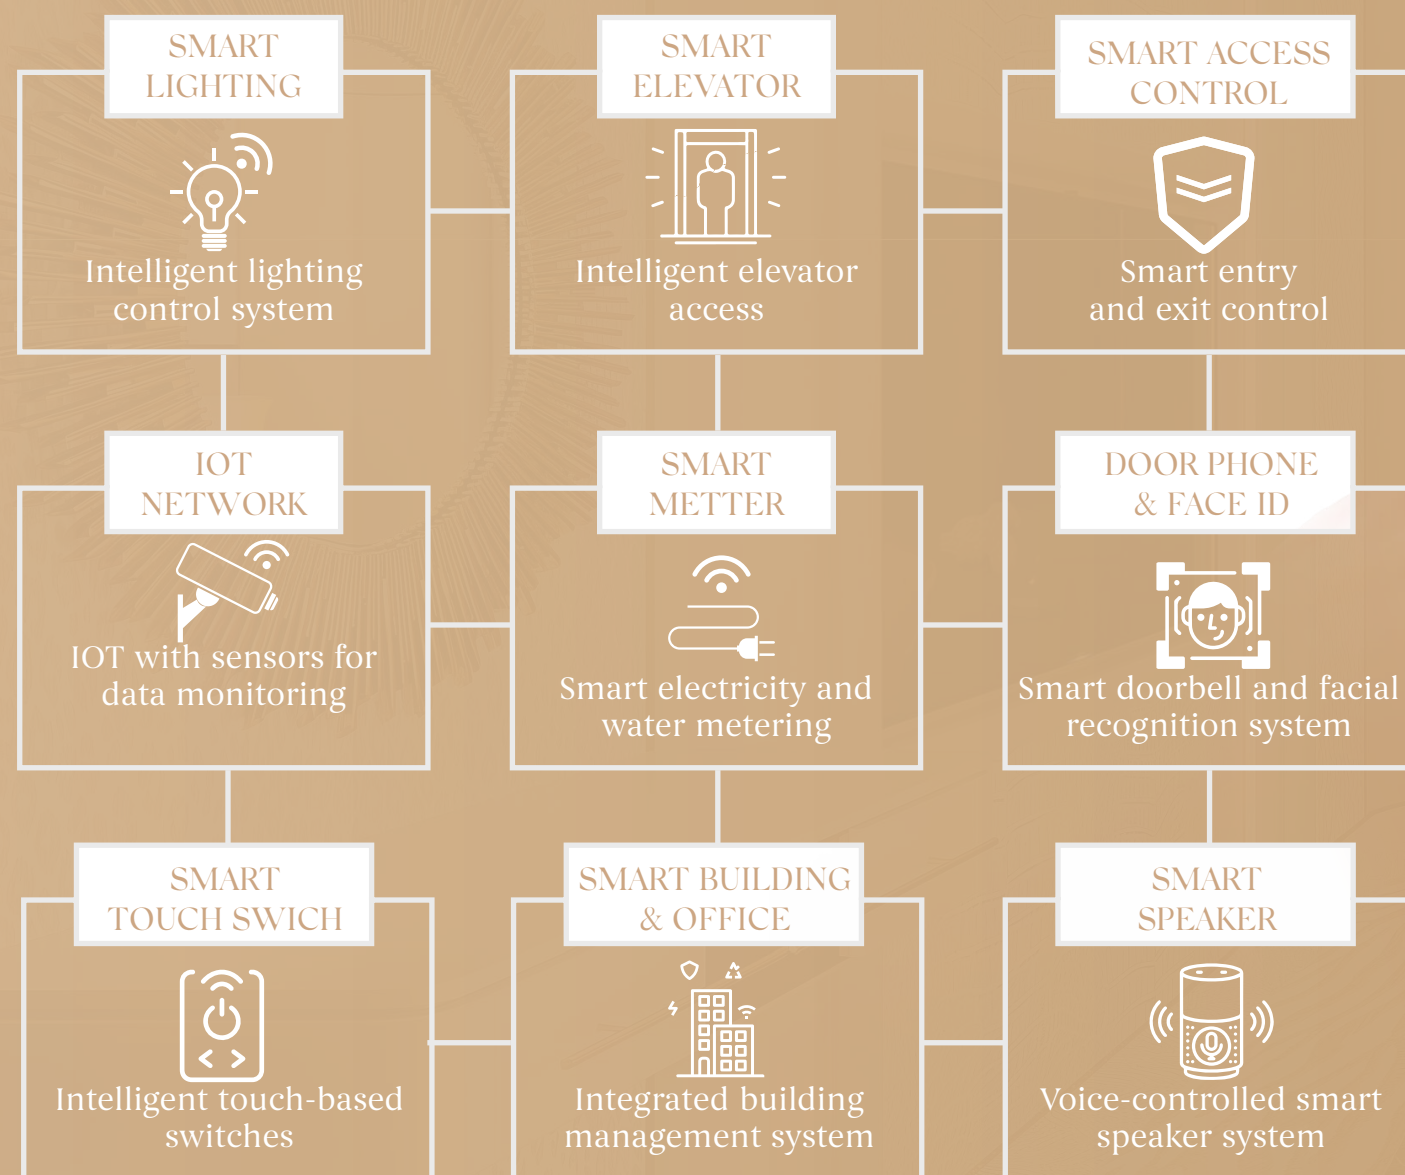 SMART
LIGHTING
Intelligent lighting
control system
SMART
ELEVATOR
Intelligent elevator
access
SMART ACCESS
CONTROL
Smart entry
and exit control
IOT
NETWORK
IOT with sensors for
data monitoring
SMART
METTER
Smart electricity and
water metering
DOOR PHONE
& FACE ID
Smart doorbell and facial
recognition system
SMART
TOUCH SWICH
Intelligent touch-based
switches
SMART BUILDING
& OFFICE
Integrated building
management system
SMART
SPEAKER
Voice-controlled smart
speaker system